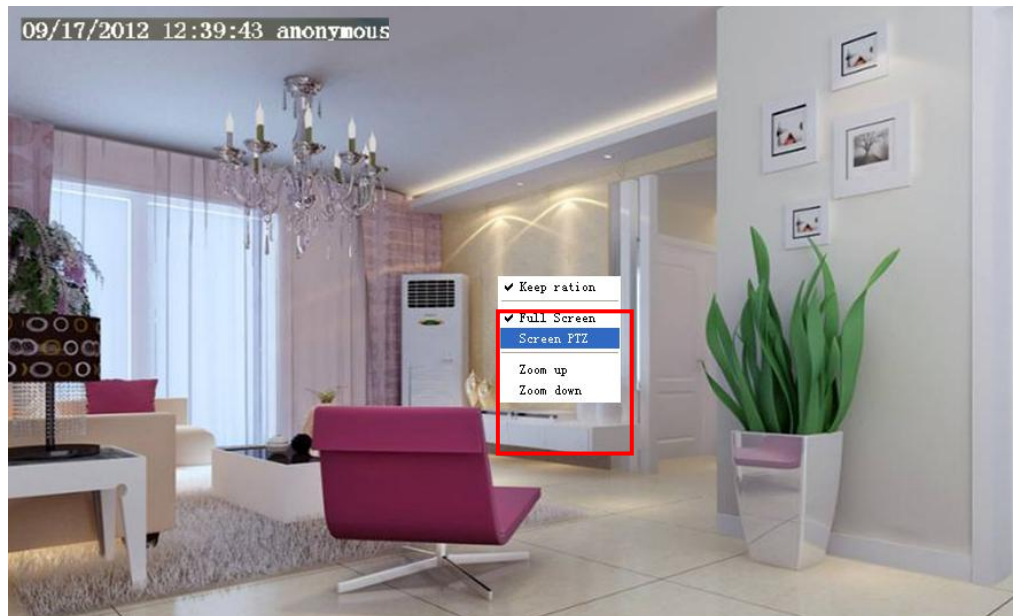 09/17/2012 12:39:43 anonymous
✔ Keep ration
✔ Full Screen
Screen PTZ
Zoom up
Zoom down